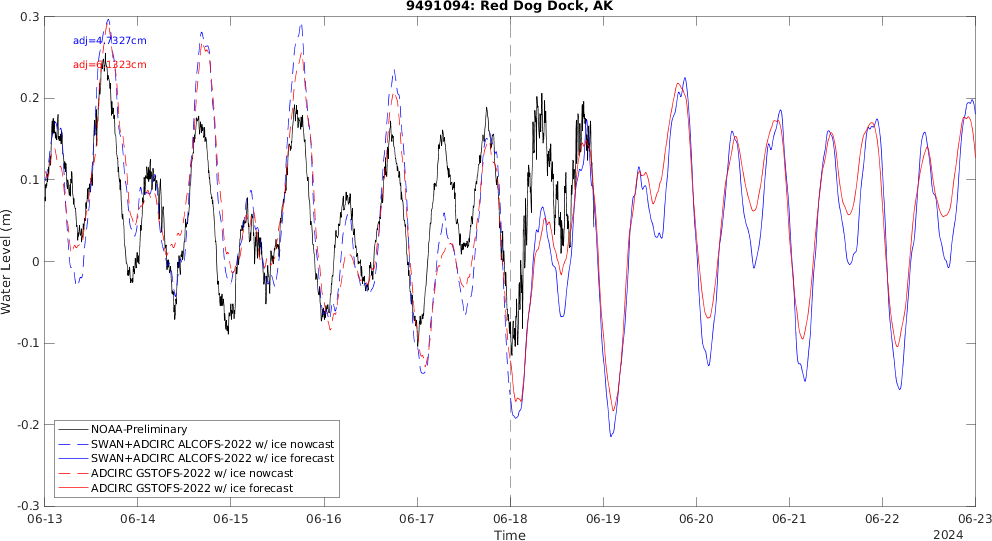 9491094: Red Dog Dock, AK
0.3
adj=4.7327cm
adj=6.1323cm
0.2
0.1
0
-0.1
-0.2
-0.3
Water Level (m)
NOAA-Preliminary
SWAN+ADCIRC ALCOFS-2022 w/ ice nowcast
SWAN+ADCIRC ALCOFS-2022 w/ ice forecast
ADCIRC GSTOFS-2022 w/ ice nowcast
ADCIRC GSTOFS-2022 w/ ice forecast
06-13 06-14 06-15 06-16 06-17 06-18 06-19 06-20 06-21 06-22 06-23
Time
2024